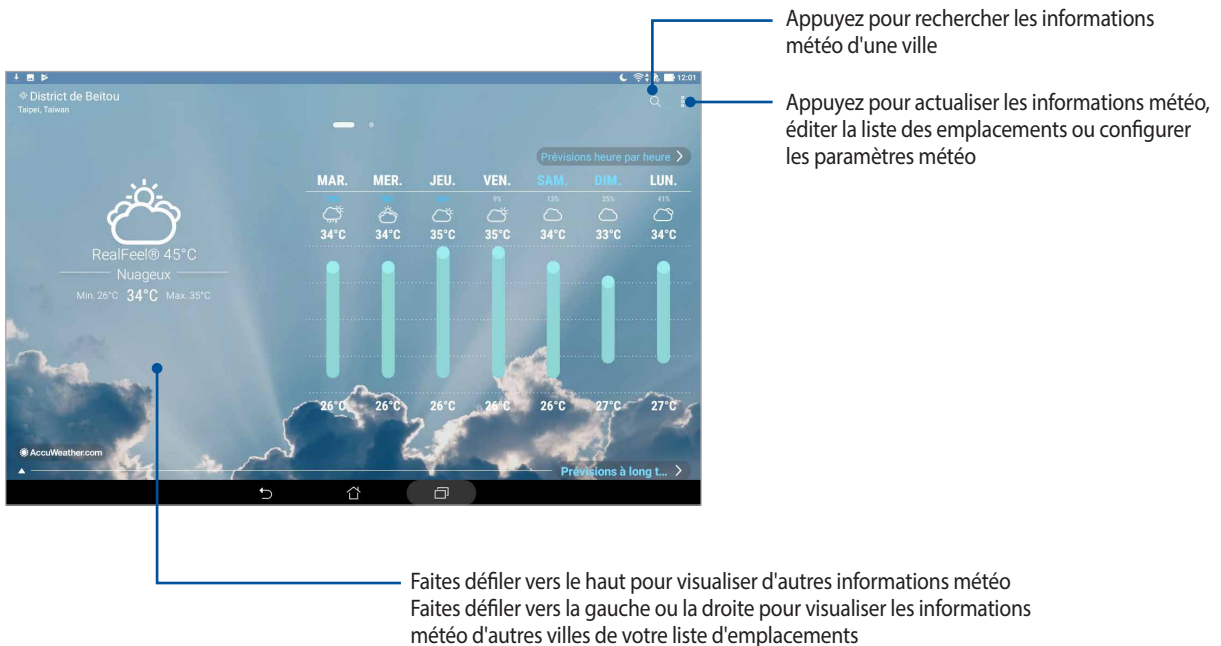 Appuyez pour rechercher les informations
météo d'une ville
12:01
District de Beitou
Taipei, Taiwan
Appuyez pour actualiser les informations météo,
éditer la liste des emplacements ou configurer
les paramètres météo
Prévisions heure par heure
MAR. MER. JEU. VEN. SAM. DIM. LUN.
9% 13% 25% 41%
34°C 34°C 35°C 35°C 34°C 33°C 34°C
RealFeel® 45°C
Nuageux
Min. 26°C 34°C Max. 35°C
26°C 26°C 26°C 26°C 26°C 27°C 27°C
AccuWeather.com
Prévisions à long t...
Faites défiler vers le haut pour visualiser d'autres informations météo
Faites défiler vers la gauche ou la droite pour visualiser les informations
météo d'autres villes de votre liste d'emplacements